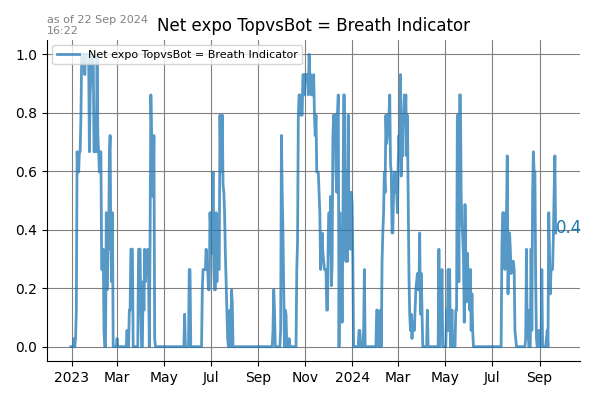 as of 22 Sep 2024
16:22
Net expo TopvsBot = Breath Indicator
Net expo TopvsBot = Breath Indicator
1.0
0.8
0.6
0.4
0.2
0.0
0.4
2023 Mar May Jul Sep Nov 2024 Mar May Jul Sep